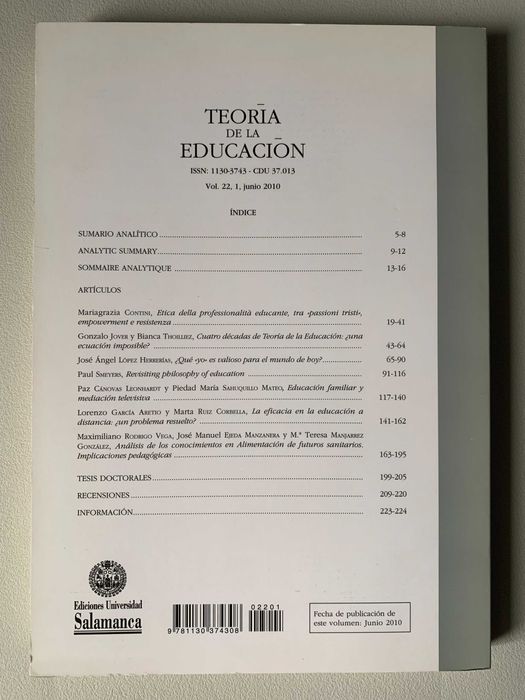 TEORĪA
DE LA
EDUCACIŌN
ISSN: 1130-3743 - CDU 37.013
Vol. 22, 1, junio 2010
ÍNDICE
SUMARIO ANALÍTICO 5-8
ANALYTIC SUMMARY 9-12
SOMMAIRE ANALYTIQUE 13-16
ARTÍCULOS
Mariagrazia CONTINI, Etica della professionalità educante, tra «passioni tristi»,
empowerment e resistenza 19-41
Gonzalo JOVER y Bianca THOILLIEZ, Cuatro décadas de Teoría de la Educación: ¿una
ecuación imposible? 43-64
José Ángel LÓPEZ HERRERÍAS, ¿Qué «yo» es valioso para el mundo de hoy? 65-90
Paul SMEYERS, Revisiting philosophy of education 91-116
Paz CÁNOVAS LEONHARDT y Piedad María SAHUQUILLO MATEO, Educación familiar y
mediación televisiva 117-140
Lorenzo GARCÍA ARETIO y Marta RUIZ CORBELLA, La eficacia en la educación a
distancia: ¿un problema resuelto? 141-162
Maximiliano RODRIGO VEGA, José Manuel EJEDA MANZANERA y M.ª Teresa MANJARREZ
GONZÁLEZ, Análisis de los conocimientos en Alimentación de futuros sanitarios.
Implicaciones pedagógicas 163-195
TESIS DOCTORALES 199-205
RECENSIONES 209-220
INFORMACIÓN 223-224
Ediciones Universidad
Salamanca
02201
9 781130 374308
Fecha de publicación de
este volumen: Junio 2010